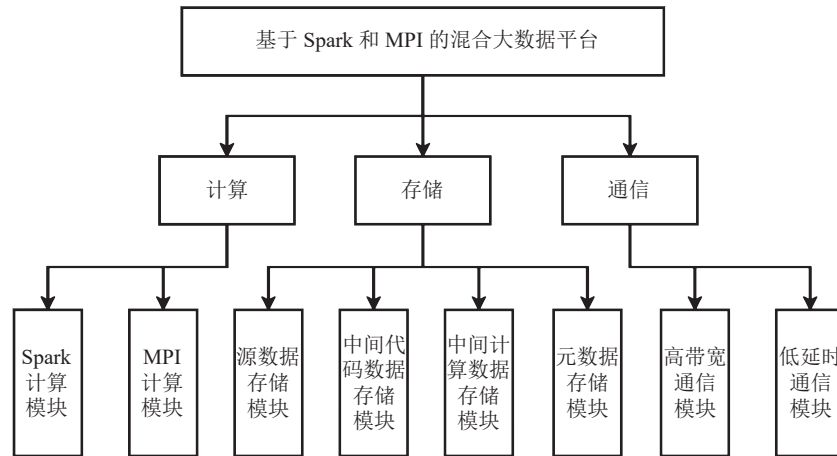 基于 Spark 和 MPI 的混合大数据平台
计算
存储
通信
Spark
计算
模块
MPI
计算
模块
源数据
存储
模块
中间代
码数据
存储
模块
中间计
算数据
存储
模块
元数据
存储
模块
高带宽
通信
模块
低延时
通信
模块